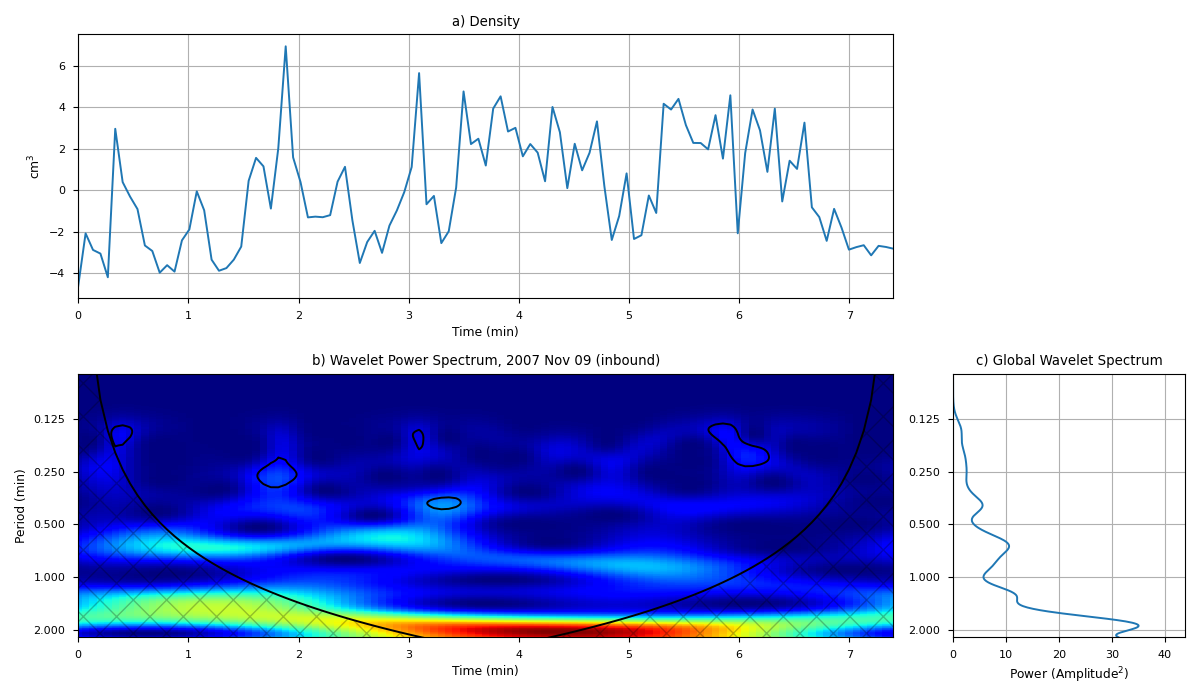 a) Density
cm³
6
4
2
0
−2
−4
0 1 2 3 4 5 6 7
Time (min)
b) Wavelet Power Spectrum, 2007 Nov 09 (inbound)
Period (min)
0.125
0.250
0.500
1.000
2.000
0 1 2 3 4 5 6 7
Time (min)
c) Global Wavelet Spectrum
0.125
0.250
0.500
1.000
2.000
0 10 20 30 40
Power (Amplitude²)